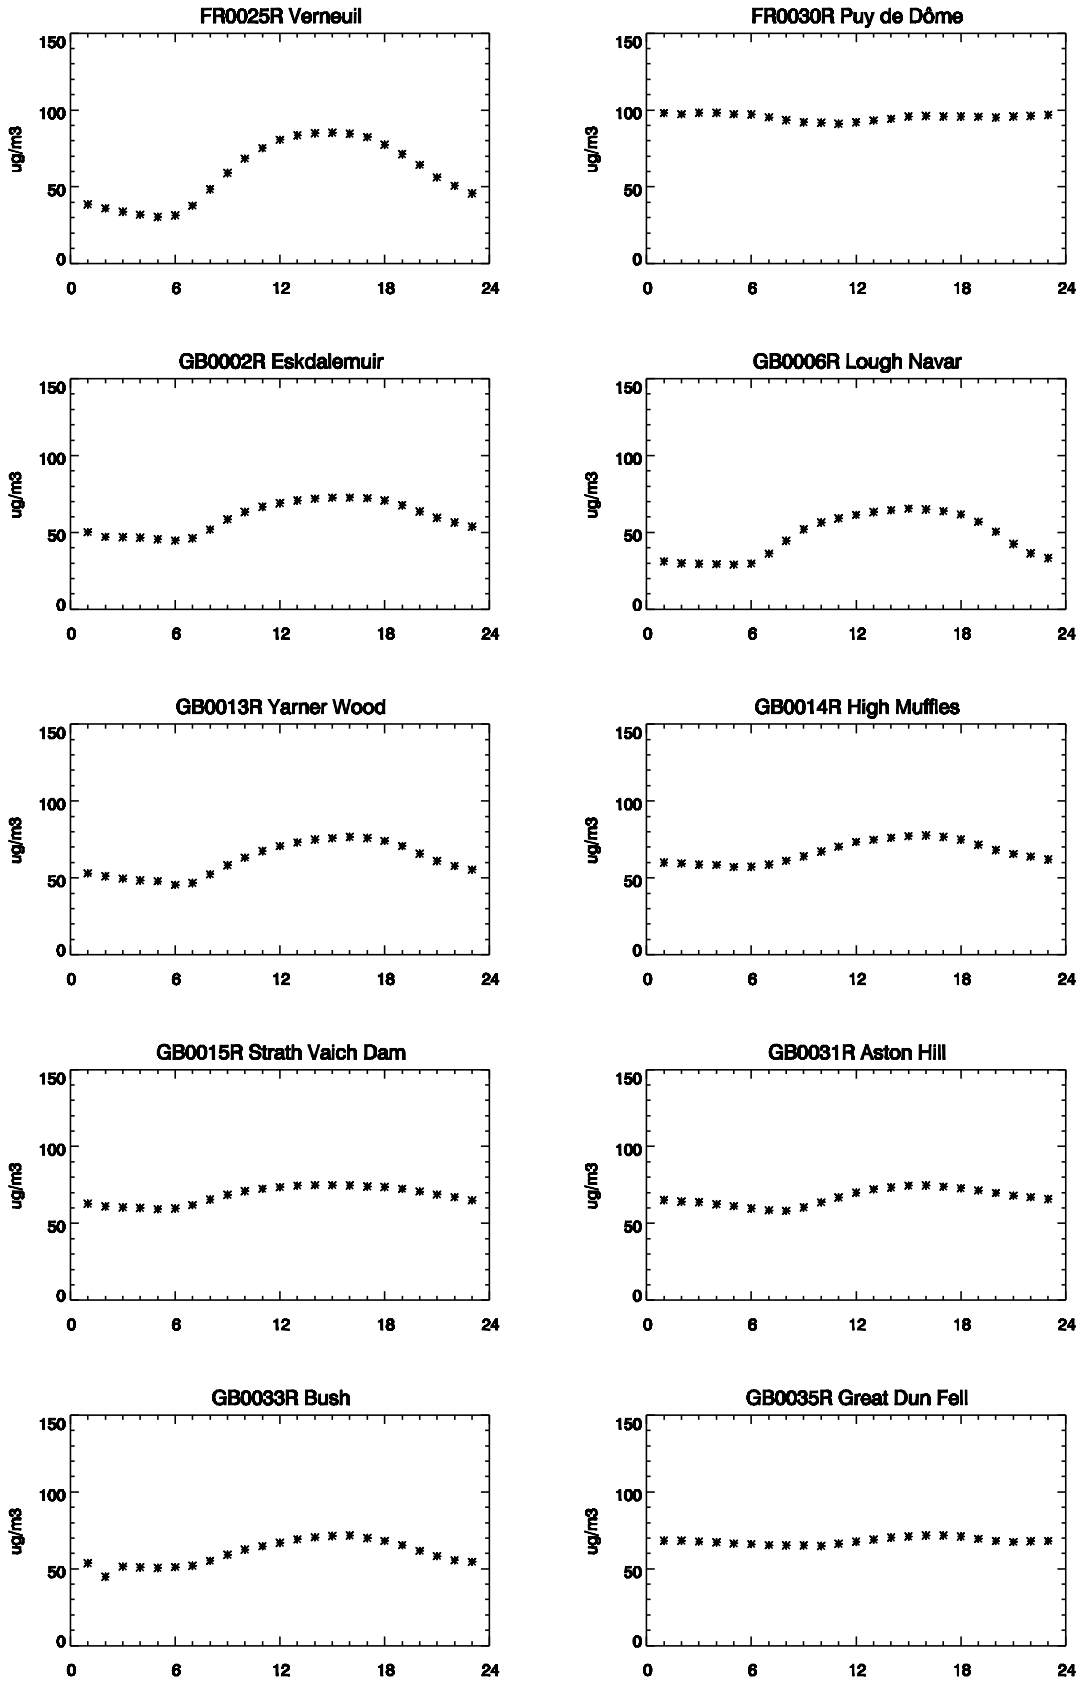 FR0025R Verneuil
150
100
50
0
ug/m3
0 6 12 18 24
FR0030R Puy de Dôme
150
100
50
0
ug/m3
0 6 12 18 24
GB0002R Eskdalemuir
150
100
50
0
ug/m3
0 6 12 18 24
GB0006R Lough Navar
150
100
50
0
ug/m3
0 6 12 18 24
GB0013R Yarner Wood
150
100
50
0
ug/m3
0 6 12 18 24
GB0014R High Muffles
150
100
50
0
ug/m3
0 6 12 18 24
GB0015R Strath Vaich Dam
150
100
50
0
ug/m3
0 6 12 18 24
GB0031R Aston Hill
150
100
50
0
ug/m3
0 6 12 18 24
GB0033R Bush
150
100
50
0
ug/m3
0 6 12 18 24
GB0035R Great Dun Fell
150
100
50
0
ug/m3
0 6 12 18 24